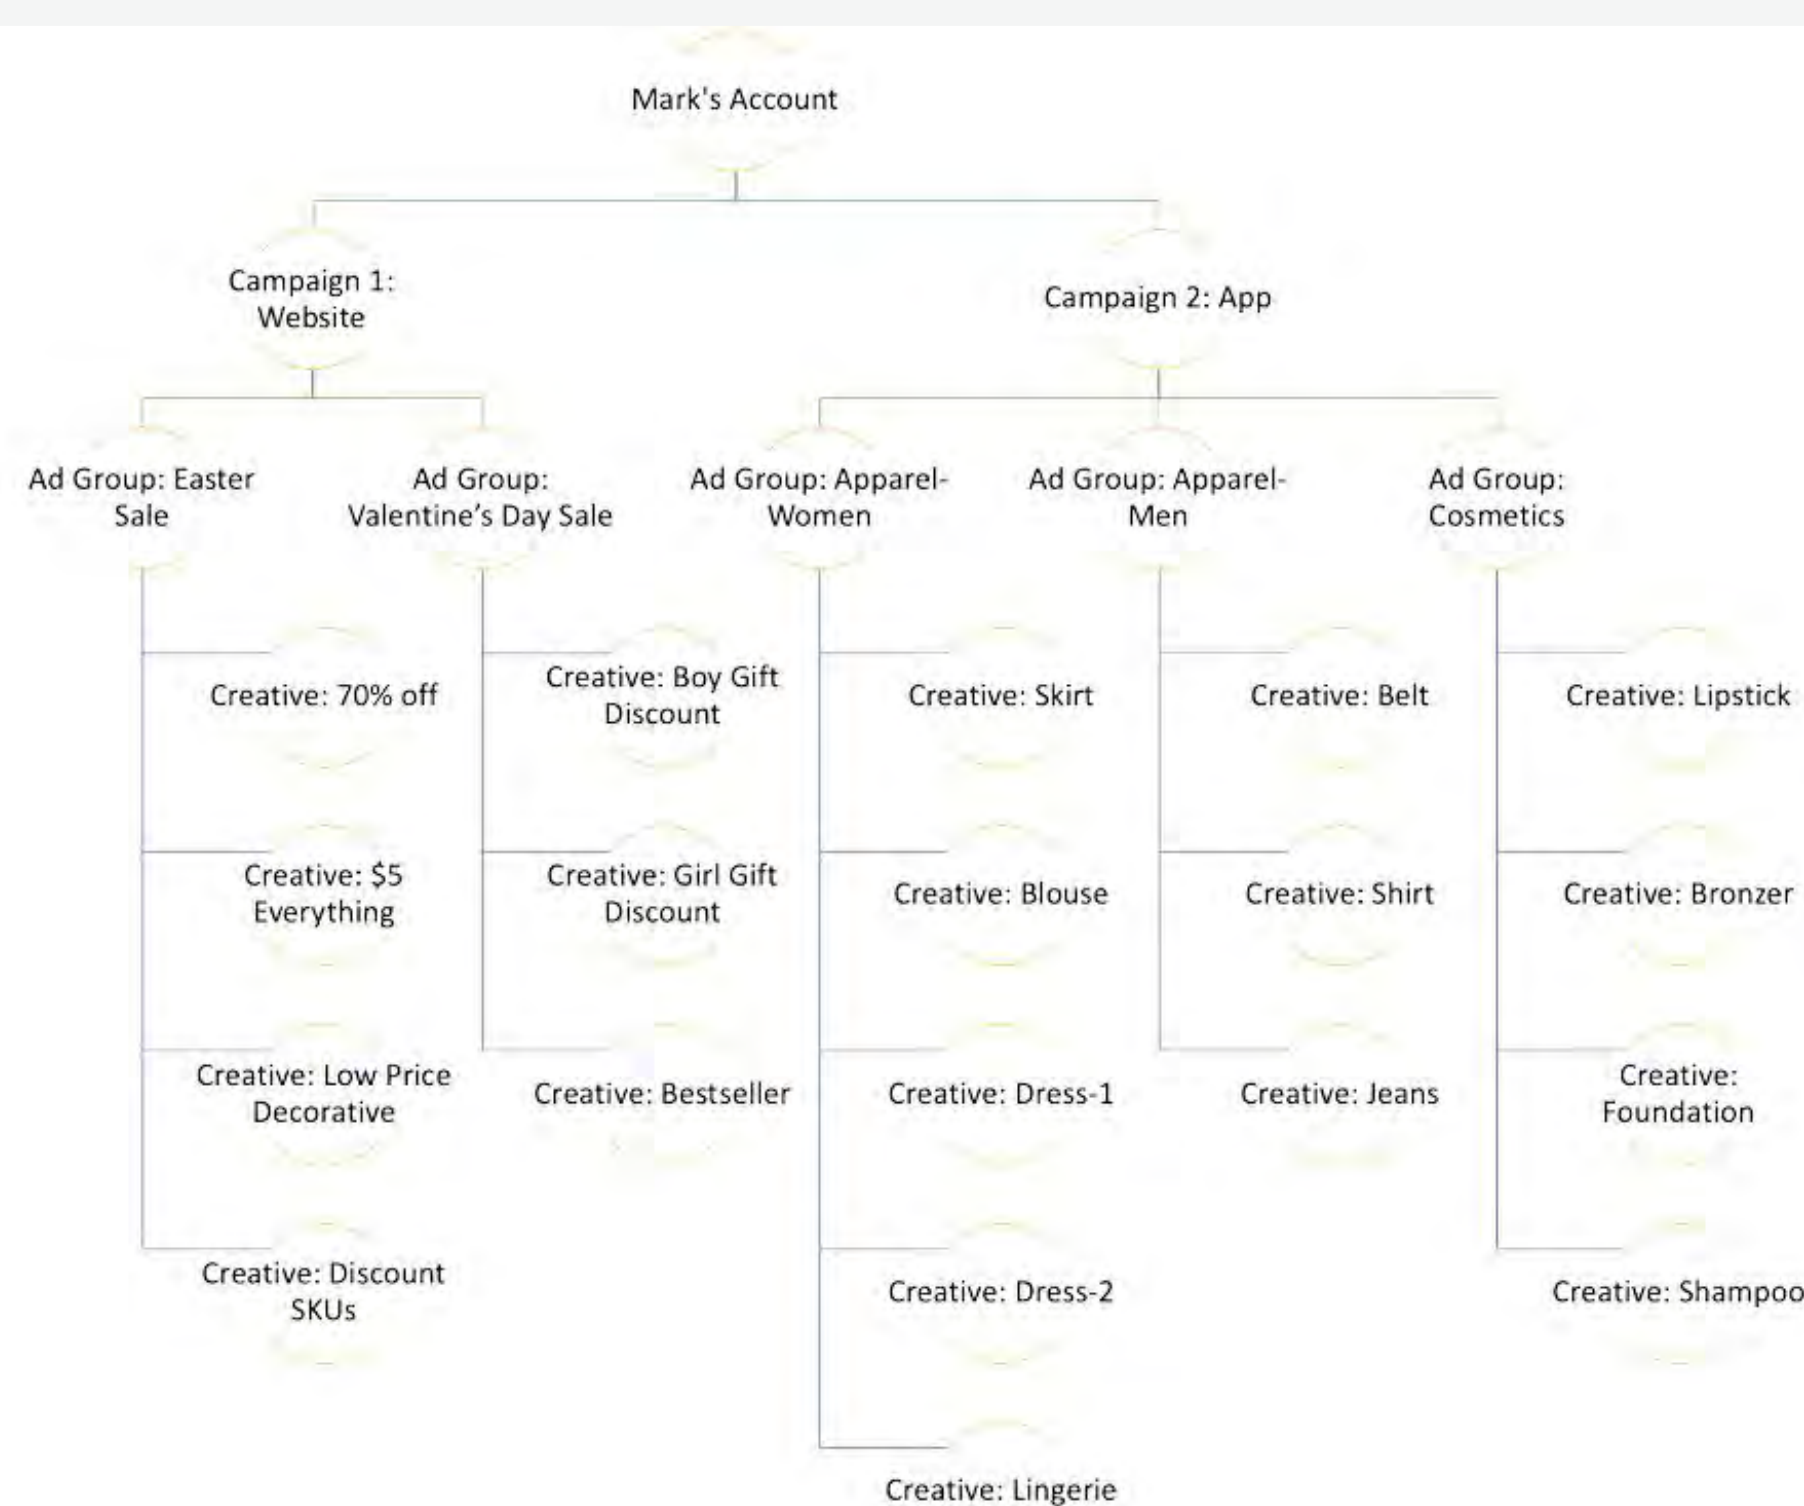 Mark's Account
Campaign 1:
Website
Campaign 2: App
Ad Group: Easter
Sale
Ad Group:
Valentine’s Day Sale
Ad Group: Apparel-
Women
Ad Group: Apparel-
Men
Ad Group:
Cosmetics
Creative: 70% off
Creative: Boy Gift
Discount
Creative: Skirt
Creative: Belt
Creative: Lipstick
Creative: $5
Everything
Creative: Girl Gift
Discount
Creative: Blouse
Creative: Shirt
Creative: Bronzer
Creative: Low Price
Decorative
Creative: Bestseller
Creative: Dress-1
Creative: Jeans
Creative:
Foundation
Creative: Discount
SKUs
Creative: Dress-2
Creative: Shampoo
Creative: Lingerie